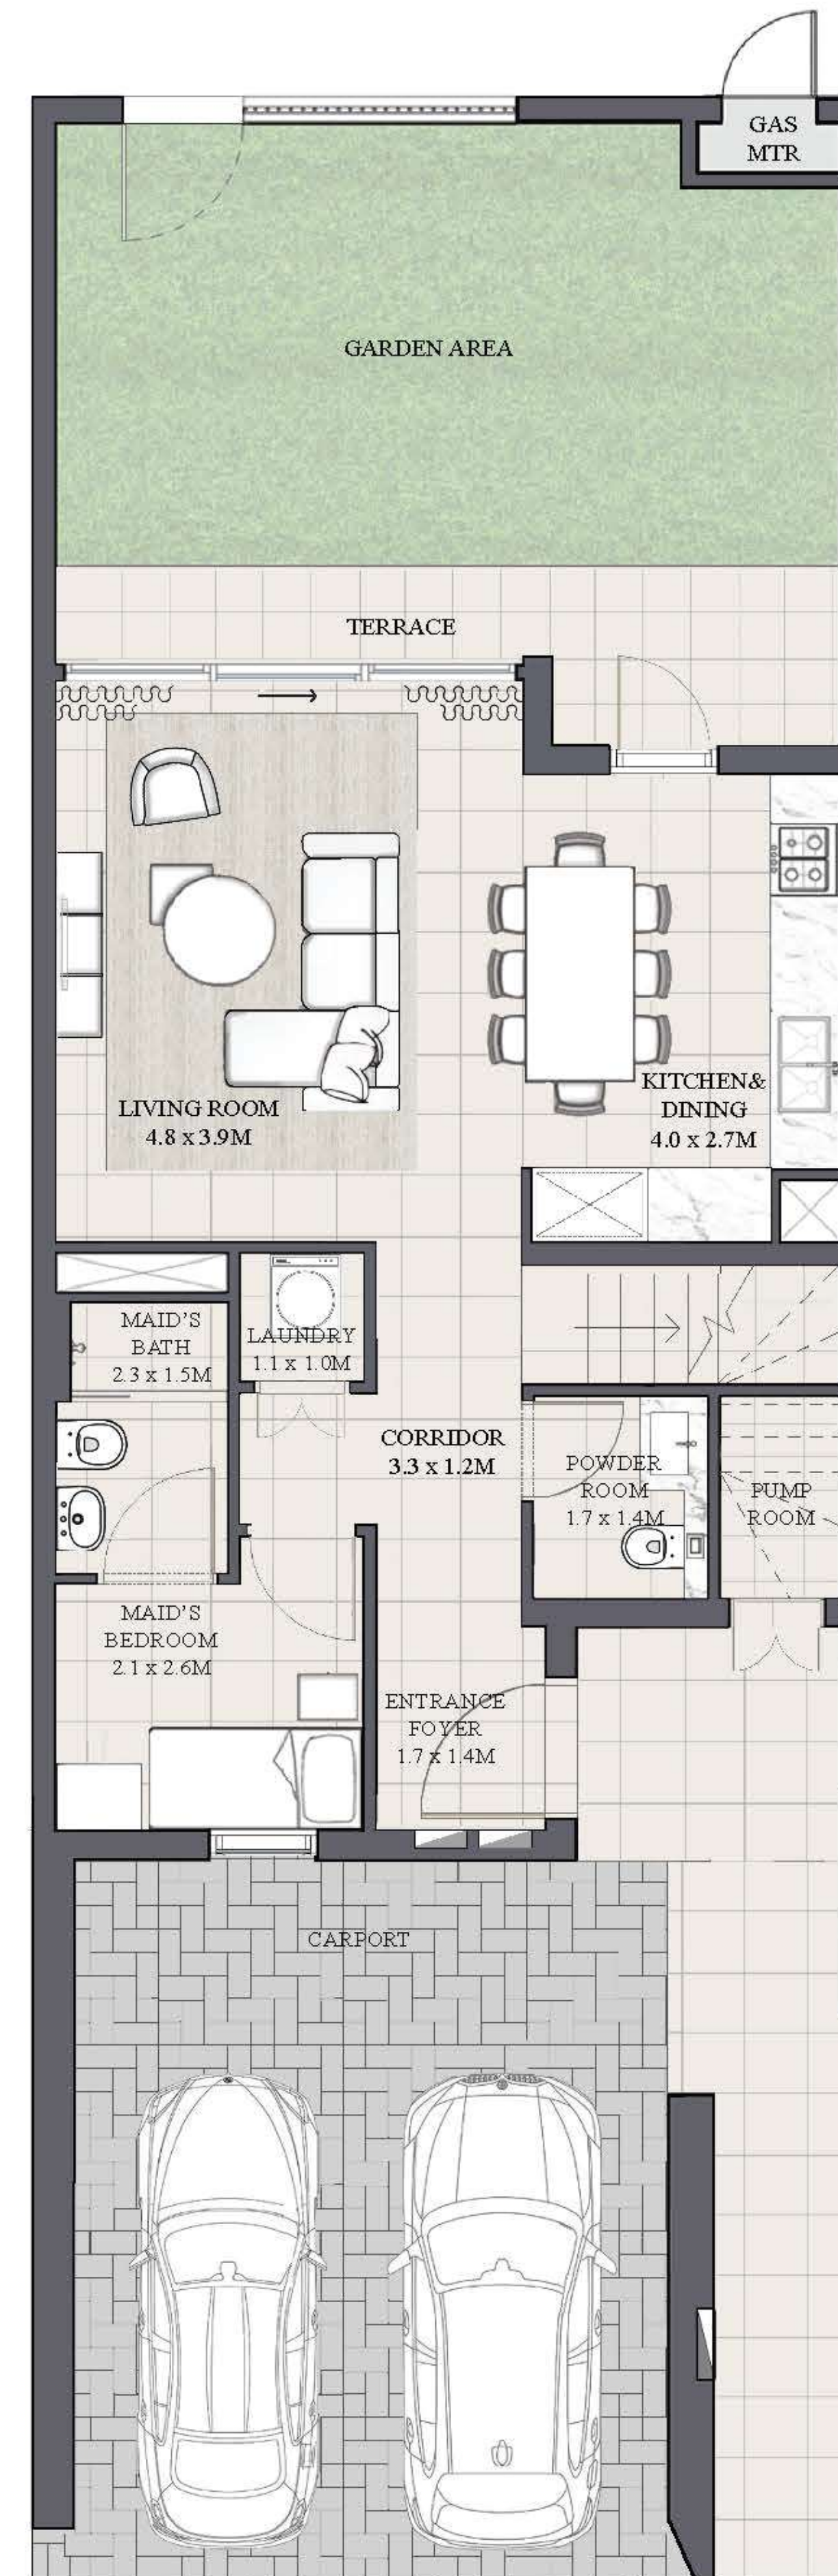 GAS
MTR
GARDEN AREA
TERRACE
LIVING ROOM
4.8 x 3.9M
KITCHEN&
DINING
4.0 x 2.7M
MAID'S
BATH
2.3 x 1.5M
LAUNDRY
1.1 x 1.0M
CORRIDOR
3.3 x 1.2M
POWDER
ROOM
1.7 x 1.4M
PUMP
ROOM
MAID'S
BEDROOM
2.1 x 2.6M
ENTRANCE
FOYER
1.7 x 1.4M
CARPORT